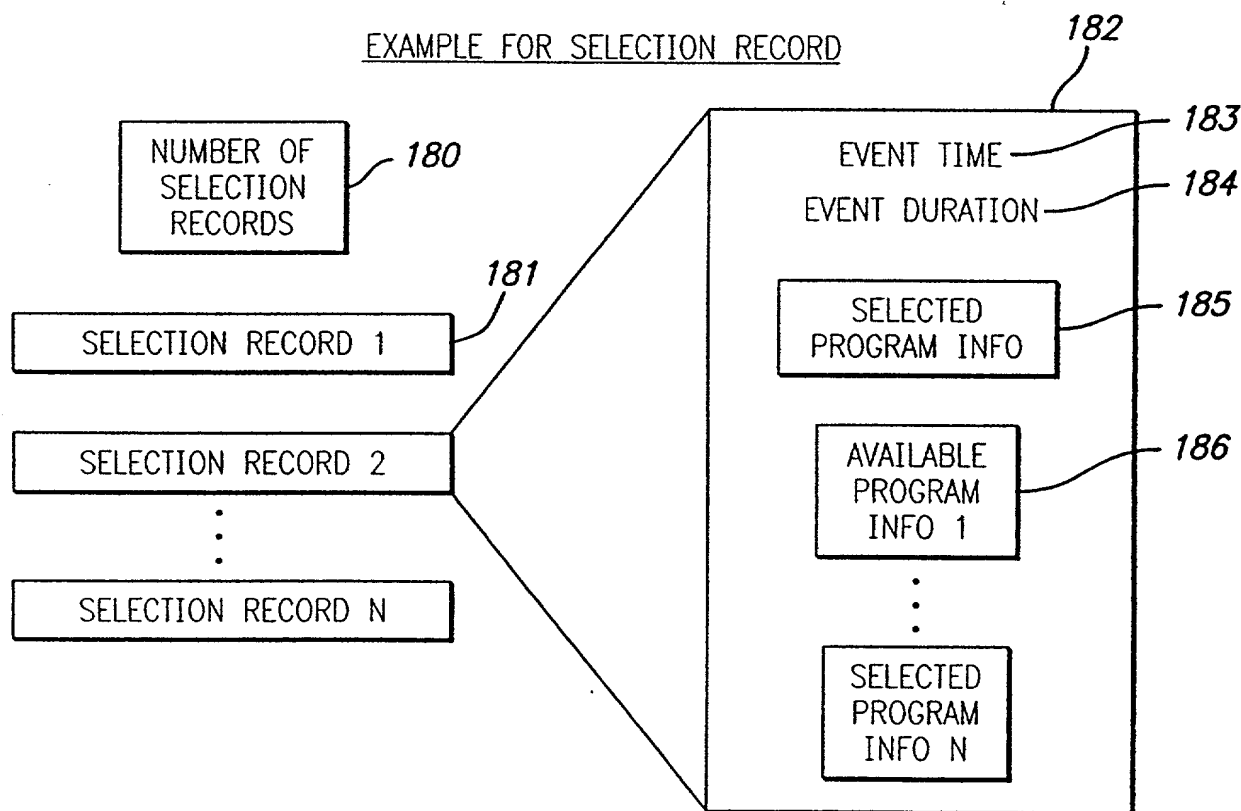 EXAMPLE FOR SELECTION RECORD
182
NUMBER OF
SELECTION
RECORDS
180
SELECTION RECORD 1
181
SELECTION RECORD 2
SELECTION RECORD N
EVENT TIME
183
EVENT DURATION
184
SELECTED
PROGRAM INFO
185
AVAILABLE
PROGRAM
INFO 1
186
SELECTED
PROGRAM
INFO N